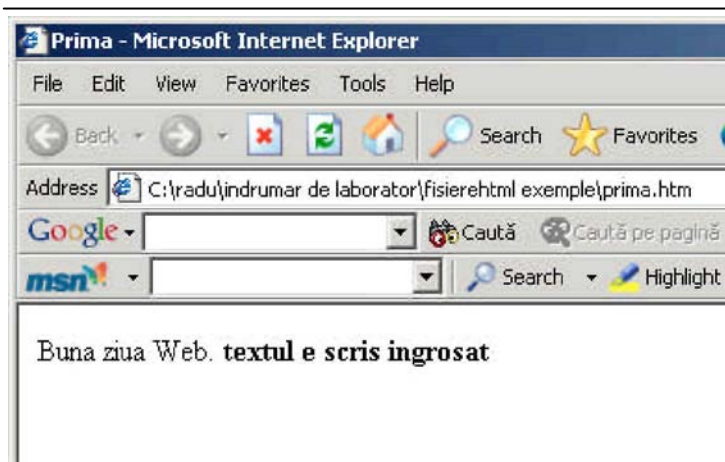 Prima - Microsoft Internet Explorer
File Edit View Favorites Tools Help
Back Search Favorites
Address C:\radu\indrumar de laborator\fisierehtml exemple\prima.htm
Google Caută Caută pe pagină
msn Search Highlight
Buna ziua Web. textul e scris ingrosat